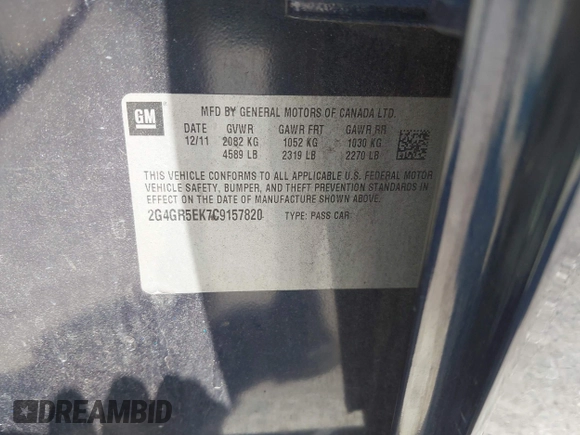 GM
MFD BY GENERAL MOTORS OF CANADA LTD.
DATE GVWR GAWR FRT GAWR RR
12/11 2082 KG 1052 KG 1030 KG
4589 LB 2319 LB 2270 LB
THIS VEHICLE CONFORMS TO ALL APPLICABLE U.S. FEDERAL MOTOR
VEHICLE SAFETY, BUMPER, AND THEFT PREVENTION STANDARDS IN
EFFECT ON THE DATE OF MANUFACTURE SHOWN ABOVE.
2G4GR5EK7C9157820 TYPE: PASS CAR
DREAMBID